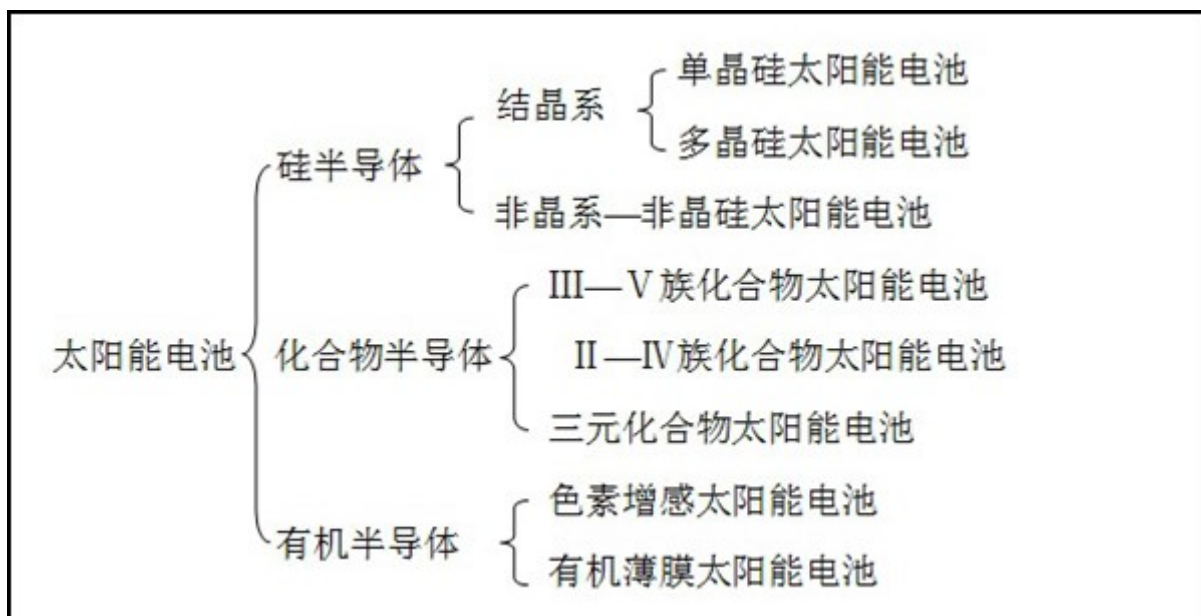 单晶硅太阳能电池
结晶系
多晶硅太阳能电池
硅半导体
非晶系—非晶硅太阳能电池
III—V族化合物太阳能电池
太阳能电池
化合物半导体
II—IV族化合物太阳能电池
三元化合物太阳能电池
色素增感太阳能电池
有机半导体
有机薄膜太阳能电池